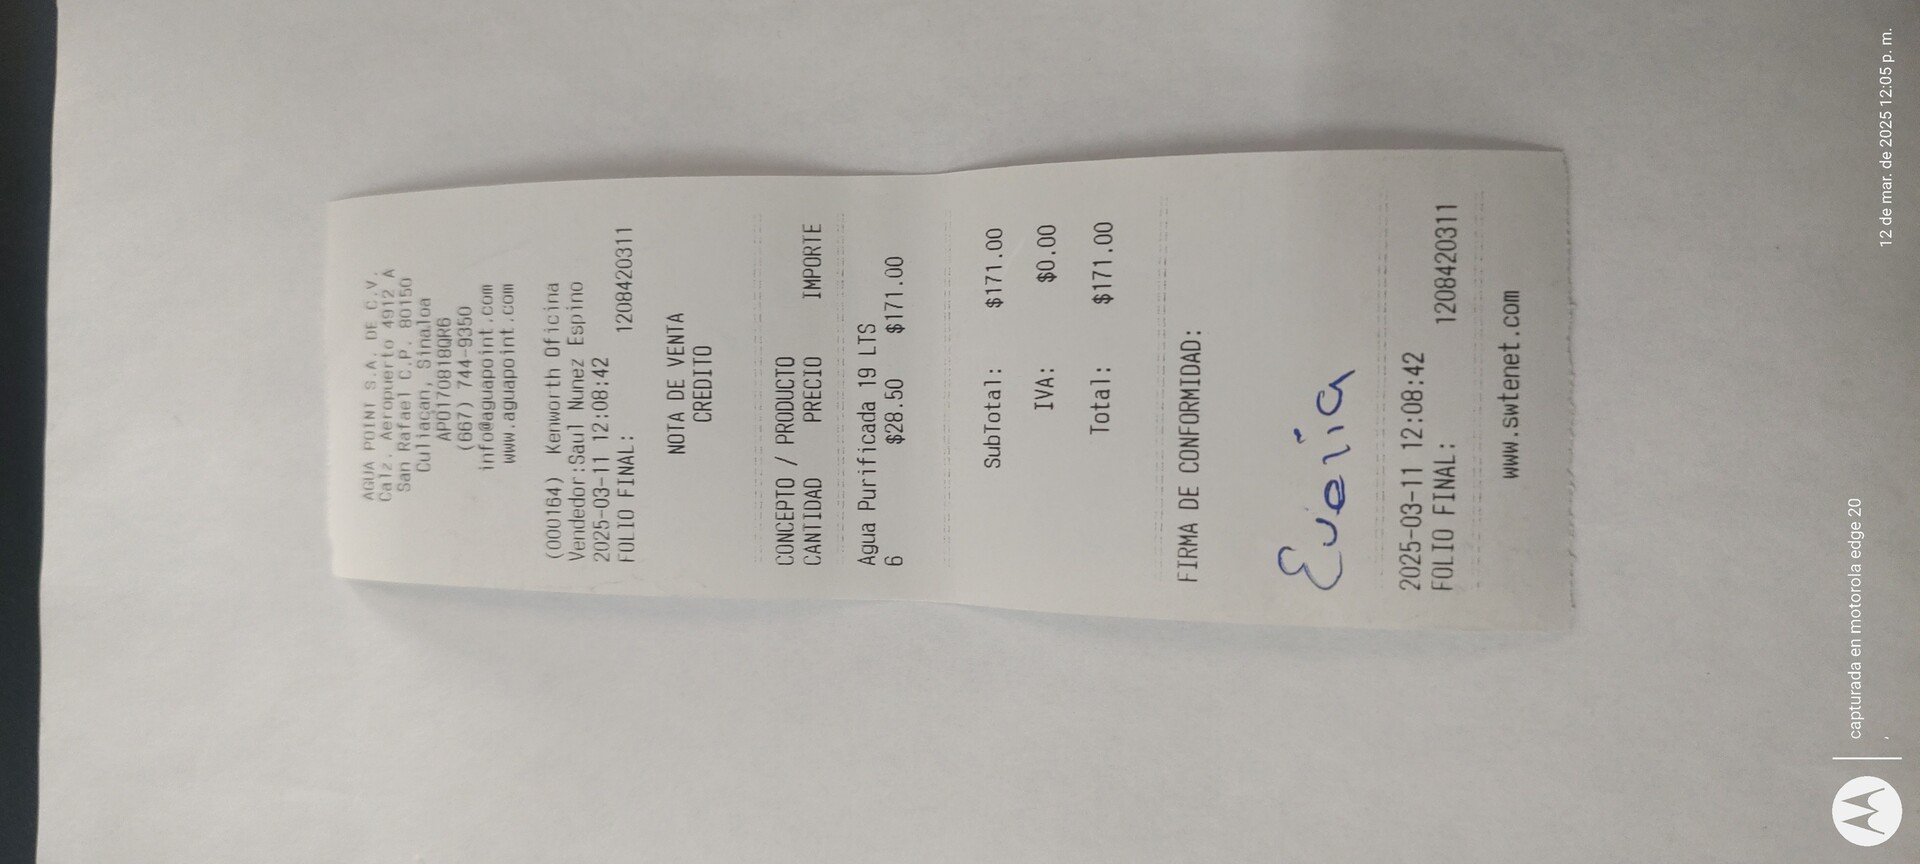 AGUA POINT S.A. DE C.V.
Calz. Aeropuerto 4912 A
San Rafael C.P. 80150
Culiacan, Sinaloa
APO170818QR6
(667) 744-9350
info@aguapoint.com
www.aguapoint.com
(000164) Kenworth Oficina
Vendedor:Saul Nunez Espino
2025-03-11 12:08:42
FOLIO FINAL: 1208420311
NOTA DE VENTA
CREDITO
CONCEPTO / PRODUCTO
CANTIDAD PRECIO IMPORTE
Agua Purificada 19 LTS
6 $28.50 $171.00
SubTotal: $171.00
IVA: $0.00
Total: $171.00
FIRMA DE CONFORMIDAD:
Evelia
2025-03-11 12:08:42
FOLIO FINAL: 1208420311
www.swtenet.com
capturada en motorola edge 20
12 de mar. de 2025 12:05 p. m.